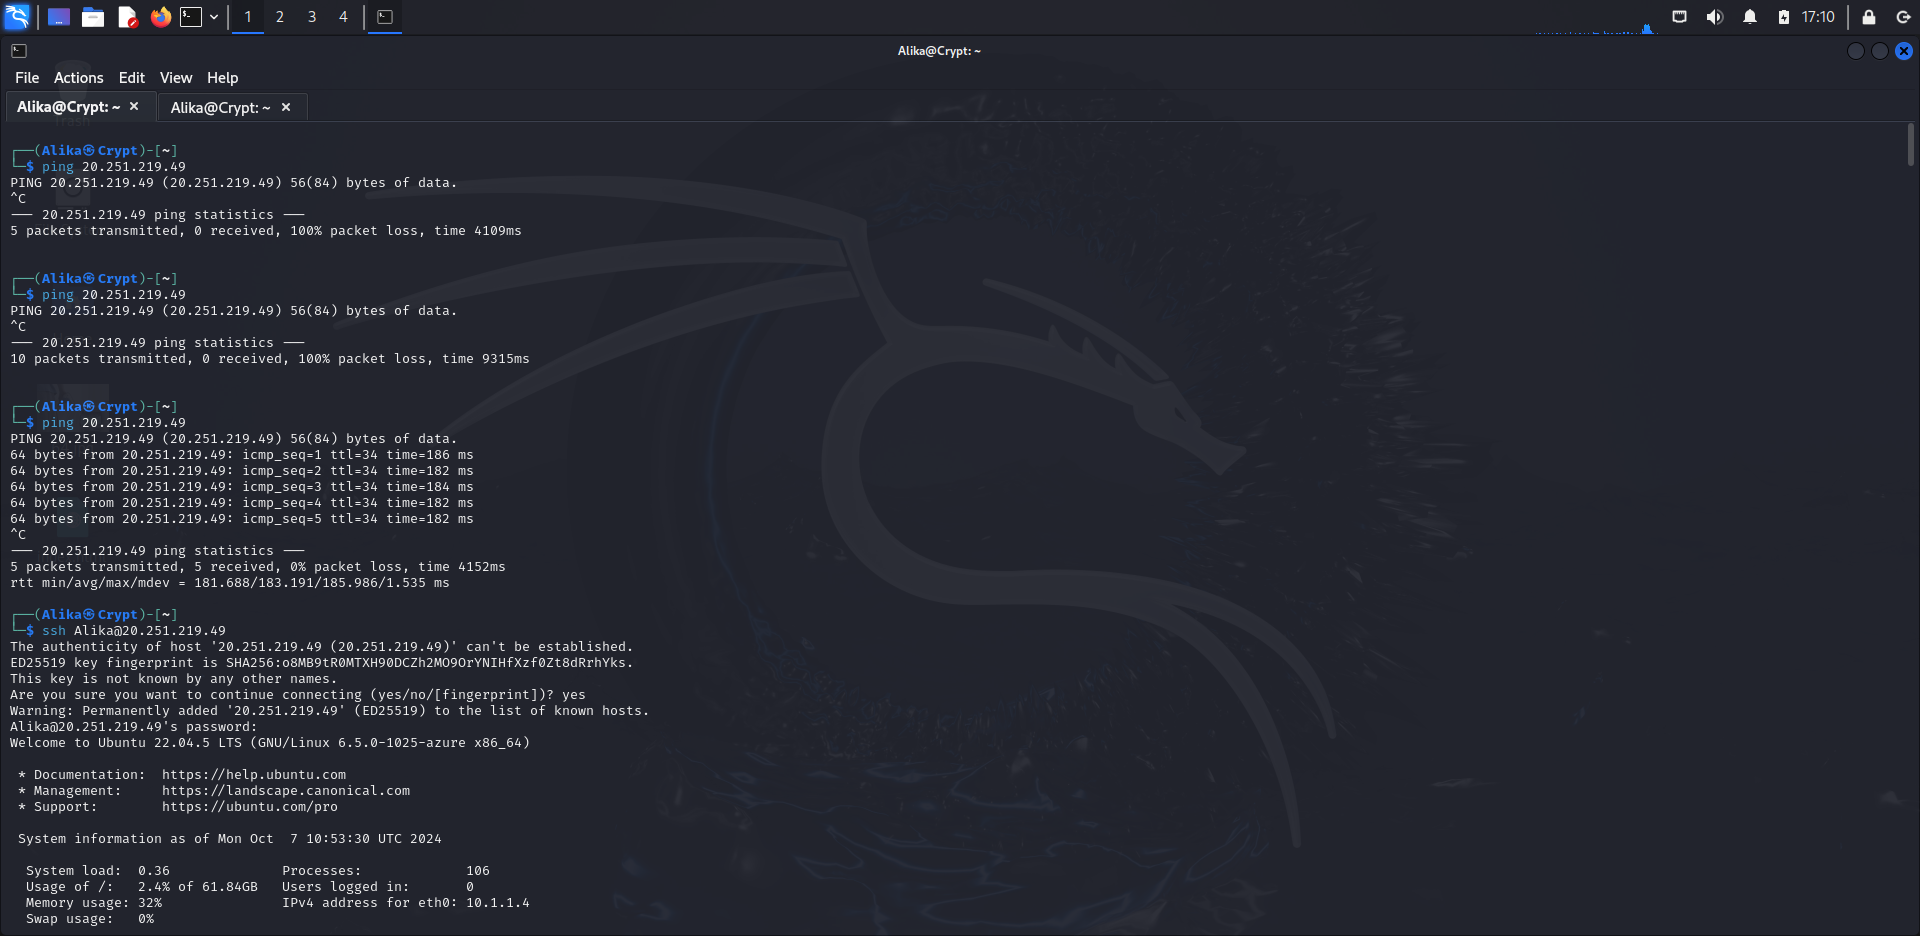 1 2 3 4
17:10
Alika@Crypt: ~
File Actions Edit View Help
Alika@Crypt: ~ × Alika@Crypt: ~ ×
┌──(Alika㉿Crypt)-[~]
└─$ ping 20.251.219.49
PING 20.251.219.49 (20.251.219.49) 56(84) bytes of data.
^C
--- 20.251.219.49 ping statistics ---
5 packets transmitted, 0 received, 100% packet loss, time 4109ms
┌──(Alika㉿Crypt)-[~]
└─$ ping 20.251.219.49
PING 20.251.219.49 (20.251.219.49) 56(84) bytes of data.
^C
--- 20.251.219.49 ping statistics ---
10 packets transmitted, 0 received, 100% packet loss, time 9315ms
┌──(Alika㉿Crypt)-[~]
└─$ ping 20.251.219.49
PING 20.251.219.49 (20.251.219.49) 56(84) bytes of data.
64 bytes from 20.251.219.49: icmp_seq=1 ttl=34 time=186 ms
64 bytes from 20.251.219.49: icmp_seq=2 ttl=34 time=182 ms
64 bytes from 20.251.219.49: icmp_seq=3 ttl=34 time=184 ms
64 bytes from 20.251.219.49: icmp_seq=4 ttl=34 time=182 ms
64 bytes from 20.251.219.49: icmp_seq=5 ttl=34 time=182 ms
^C
--- 20.251.219.49 ping statistics ---
5 packets transmitted, 5 received, 0% packet loss, time 4152ms
rtt min/avg/max/mdev = 181.688/183.191/185.986/1.535 ms
┌──(Alika㉿Crypt)-[~]
└─$ ssh Alika@20.251.219.49
The authenticity of host '20.251.219.49 (20.251.219.49)' can't be established.
ED25519 key fingerprint is SHA256:o8MB9tR0MTXH90DCZh2MO9OrYNIHfXzf0Zt8dRrhYks.
This key is not known by any other names.
Are you sure you want to continue connecting (yes/no/[fingerprint])? yes
Warning: Permanently added '20.251.219.49' (ED25519) to the list of known hosts.
Alika@20.251.219.49's password:
Welcome to Ubuntu 22.04.5 LTS (GNU/Linux 6.5.0-1025-azure x86_64)
* Documentation: https://help.ubuntu.com
* Management: https://landscape.canonical.com
* Support: https://ubuntu.com/pro
System information as of Mon Oct 7 10:53:30 UTC 2024
System load: 0.36 Processes: 106
Usage of /: 2.4% of 61.84GB Users logged in: 0
Memory usage: 32% IPv4 address for eth0: 10.1.1.4
Swap usage: 0%